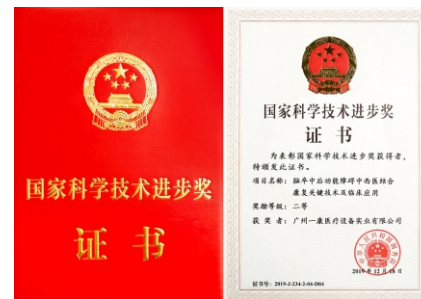 国家科学技术进步奖
证书
国家科学技术进步奖
证书
为表彰国家科学技术进步奖获得者，
特颁发此证书。
项目名称：脑卒中后功能障碍中西医结合
康复关键技术及临床应用
奖励等级：二等
获奖者：广州一康医疗设备实业有限公司
2019年12月18日
证书号：2019-J-234-2-04-D04